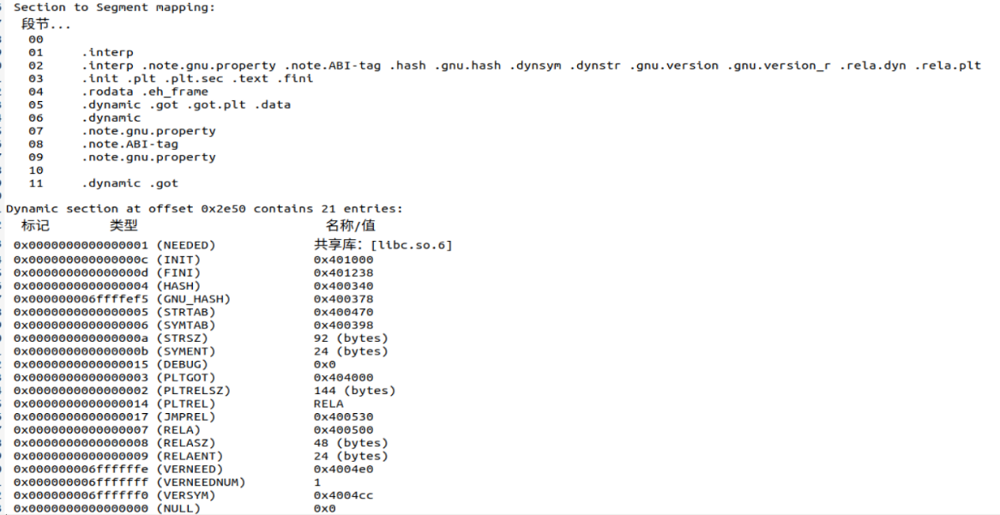 Section to Segment mapping:
段节...
00
01 .interp
02 .interp .note.gnu.property .note.ABI-tag .hash .gnu.hash .dynsym .dynstr .gnu.version .gnu.version_r .rela.dyn .rela.plt
03 .init .plt .plt.sec .text .fini
04 .rodata .eh_frame
05 .dynamic .got .got.plt .data
06 .dynamic
07 .note.gnu.property
08 .note.ABI-tag
09 .note.gnu.property
10
11 .dynamic .got
Dynamic section at offset 0x2e50 contains 21 entries:
标记 类型 名称/值
0x0000000000000001 (NEEDED) 共享库：[libc.so.6]
0x000000000000000c (INIT) 0x401000
0x000000000000000d (FINI) 0x401238
0x0000000000000004 (HASH) 0x400340
0x000000006ffffef5 (GNU_HASH) 0x400378
0x0000000000000005 (STRTAB) 0x400470
0x0000000000000006 (SYMTAB) 0x400398
0x000000000000000a (STRSZ) 92 (bytes)
0x000000000000000b (SYMENT) 24 (bytes)
0x0000000000000015 (DEBUG) 0x0
0x0000000000000003 (PLTGOT) 0x404000
0x0000000000000002 (PLTRELSZ) 144 (bytes)
0x0000000000000014 (PLTREL) RELA
0x0000000000000017 (JMPREL) 0x400530
0x0000000000000007 (RELA) 0x400500
0x0000000000000008 (RELASZ) 48 (bytes)
0x0000000000000009 (RELAENT) 24 (bytes)
0x000000006ffffffe (VERNEED) 0x4004e0
0x000000006fffffff (VERNEEDNUM) 1
0x000000006ffffff0 (VERSYM) 0x4004cc
0x0000000000000000 (NULL) 0x0